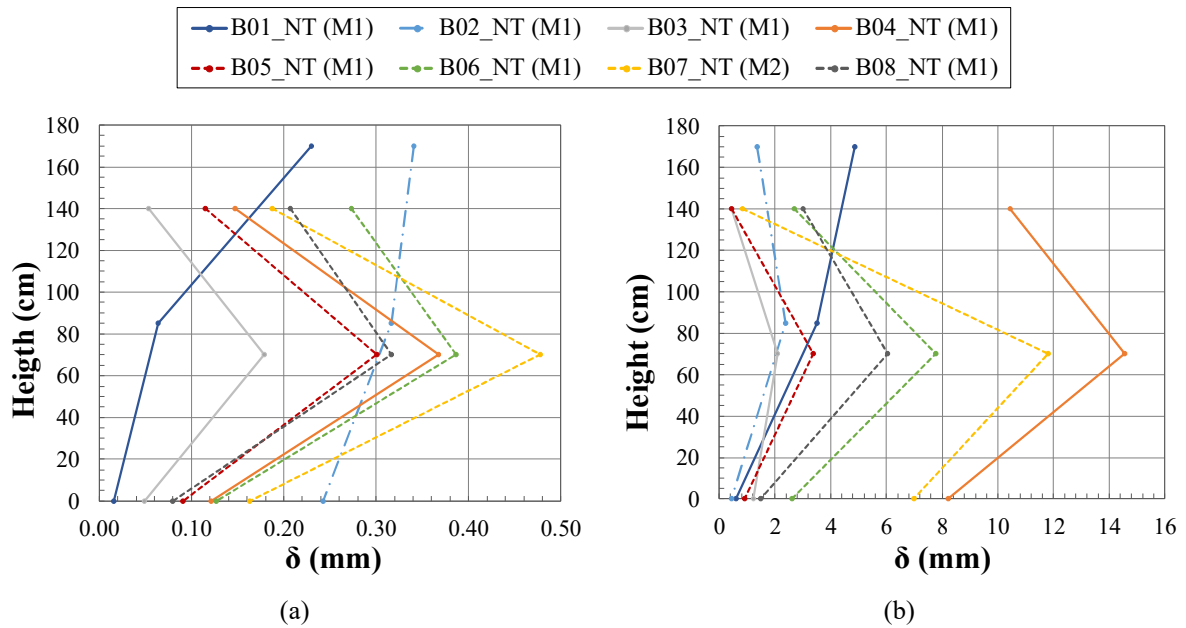 B01_NT (M1) B02_NT (M1) B03_NT (M1) B04_NT (M1)
B05_NT (M1) B06_NT (M1) B07_NT (M2) B08_NT (M1)
180
160
140
120
100
80
60
40
20
0
Heigth (cm)
0.00 0.10 0.20 0.30 0.40 0.50
δ (mm)
(a)
180
160
140
120
100
80
60
40
20
0
Height (cm)
0 2 4 6 8 10 12 14 16
δ (mm)
(b)